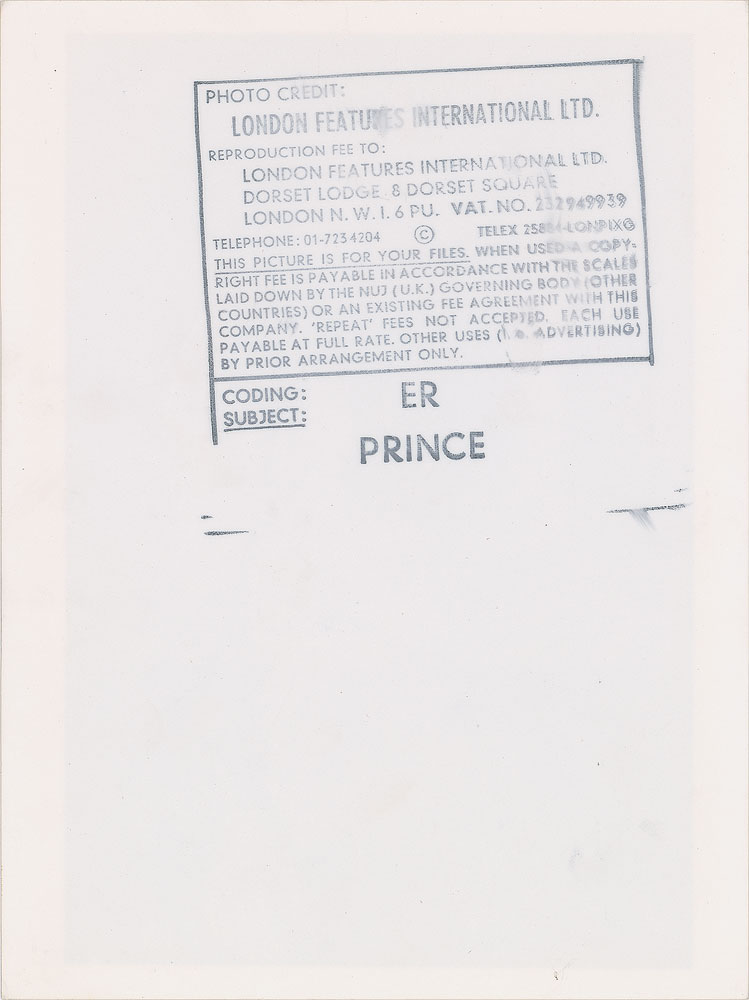 PHOTO CREDIT:
LONDON FEATURES INTERNATIONAL LTD.
REPRODUCTION FEE TO:
LONDON FEATURES INTERNATIONAL LTD.
DORSET LODGE, 8 DORSET SQUARE
LONDON N.W.1. 6 PU. VAT. NO. 232949939
TELEPHONE: 01-723 4204 © TELEX
THIS PICTURE IS FOR YOUR FILES. WHEN USED A COPY-
RIGHT FEE IS PAYABLE IN ACCORDANCE WITH THE SCALES
LAID DOWN BY THE NUJ (U.K.) GOVERNING BODY (OTHER
COUNTRIES) OR AN EXISTING FEE AGREEMENT WITH THIS
COMPANY. 'REPEAT' FEES NOT ACCEPTED. EACH USE
PAYABLE AT FULL RATE. OTHER USES (I. e. ADVERTISING)
BY PRIOR ARRANGEMENT ONLY.
CODING: ER
SUBJECT:
PRINCE